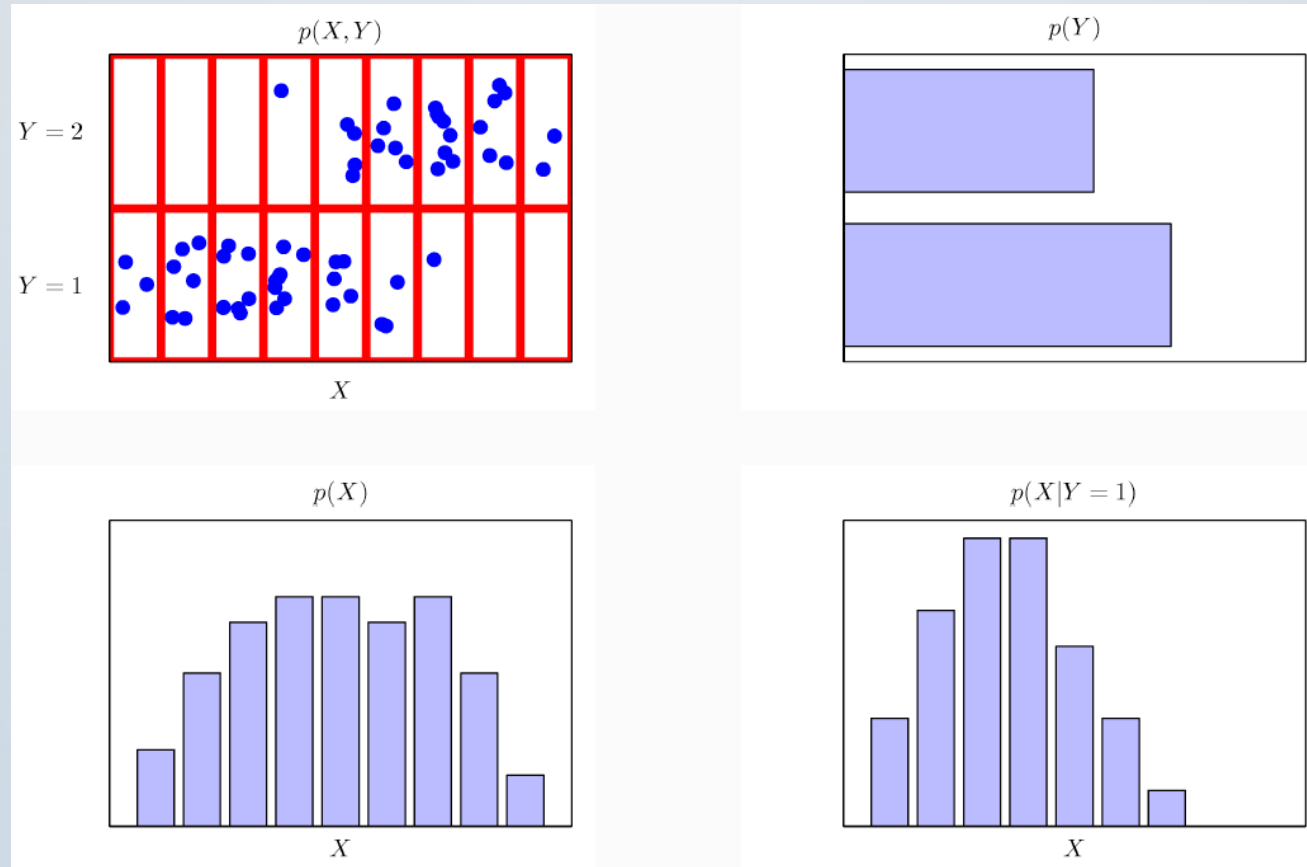 p(X, Y)
Y = 2
Y = 1
X
p(Y)
p(X)
X
p(X|Y = 1)
X